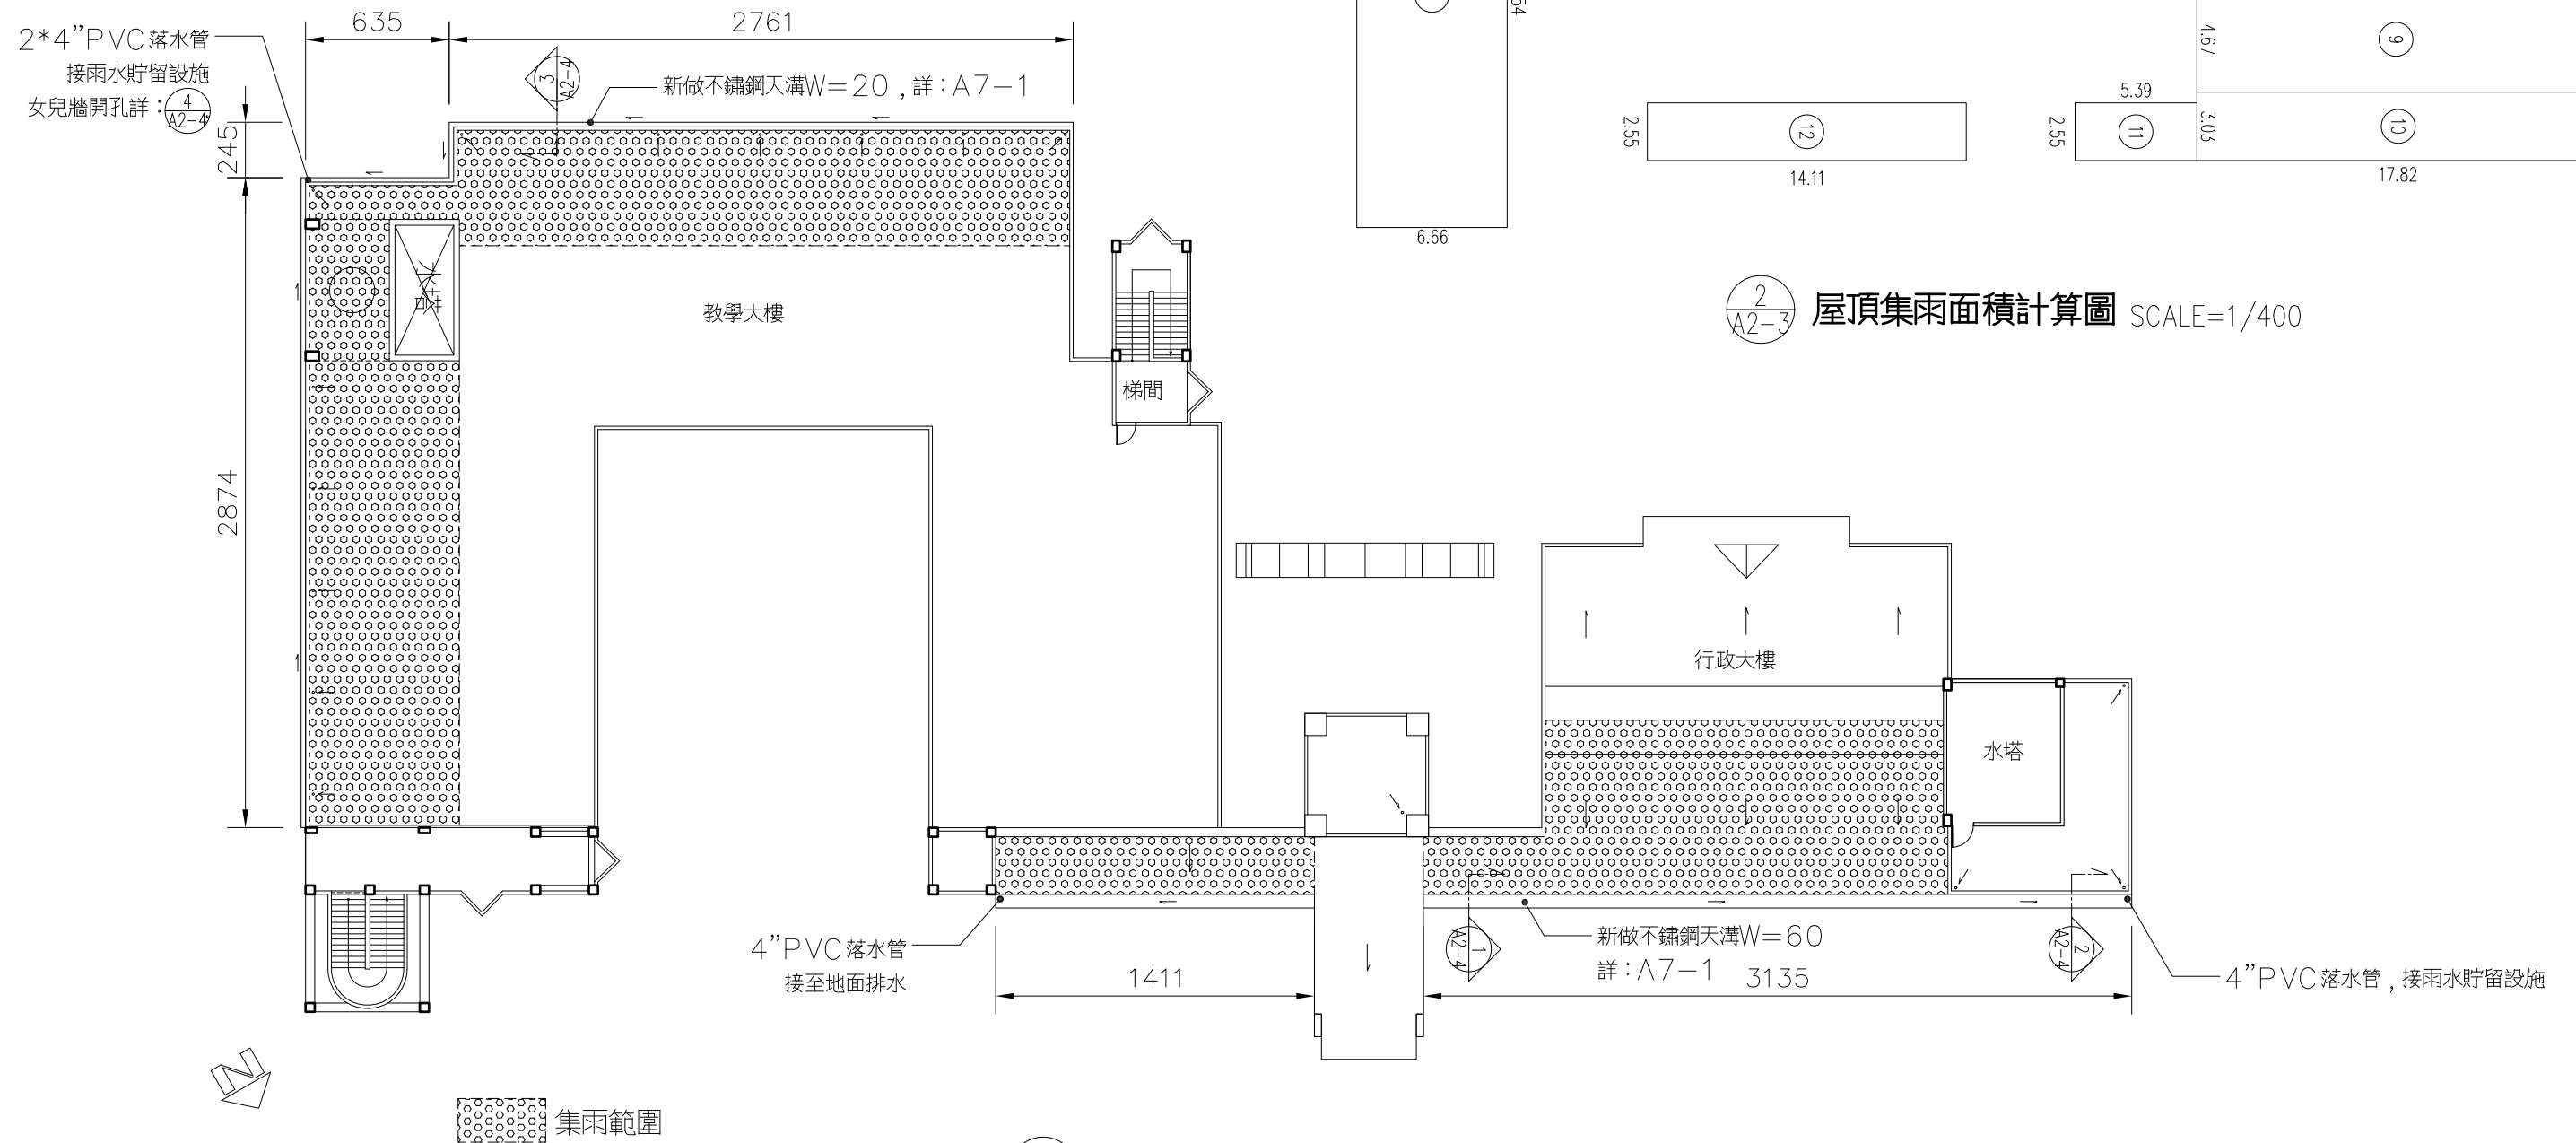 635
2761
2*4"PVC落水管
接雨水貯留設施
女兒牆開孔詳：
4
A2-4
3
A2-4
新做不鏽鋼天溝W=20，詳：A7-1
245
2874
教學大樓
梯間
水塔
行政大樓
水塔
4"PVC落水管
接至地面排水
1411
1
A2-4
新做不鏽鋼天溝W=60
詳：A7-1
3135
2
A2-4
4"PVC落水管，接雨水貯留設施
N
集雨範圍
6.66
2.55
12
14.11
5.39
2.55
11
4.67
9
3.03
10
17.82
2
A2-3
屋頂集雨面積計算圖 SCALE=1/400